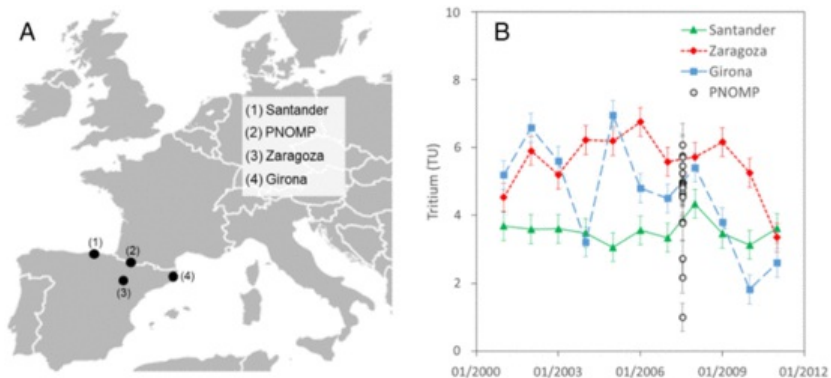 A
(1) Santander
(2) PNOMP
(3) Zaragoza
(4) Girona
(1)
(2)
(3)
(4)
B
Santander
Zaragoza
Girona
PNOMP
Tritium (TU)
10
8
6
4
2
0
01/2000
01/2003
01/2006
01/2009
01/2012